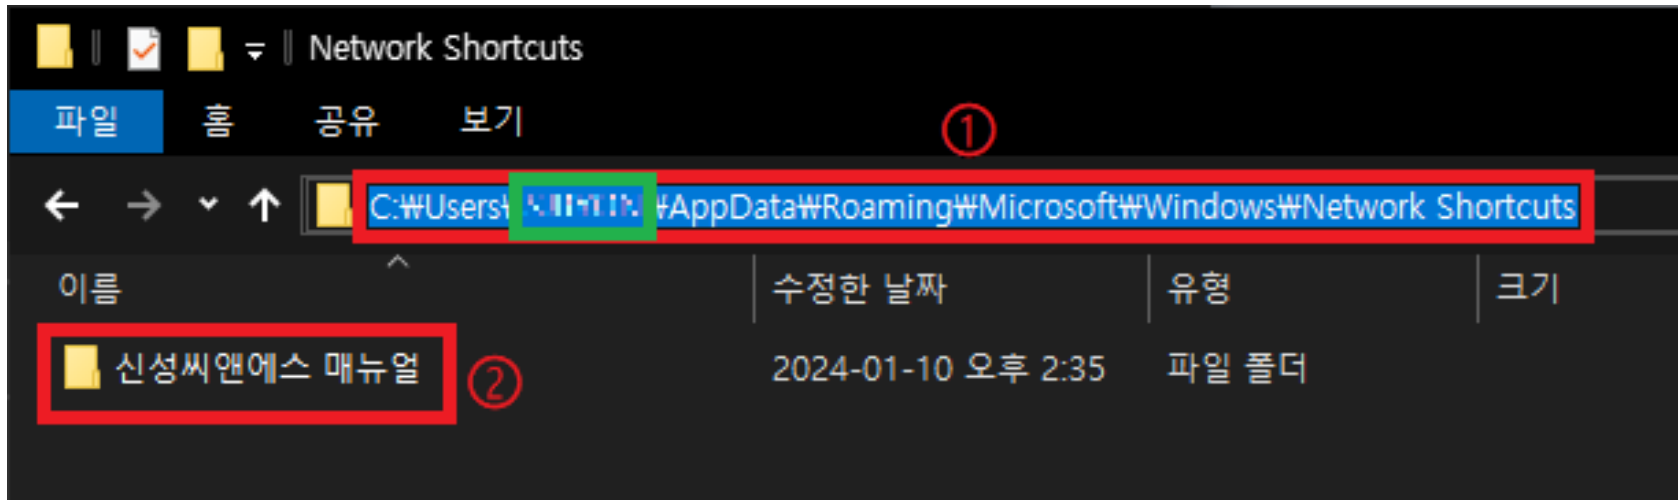 Network Shortcuts
파일 홈 공유 보기
①
C:₩Users₩ ₩AppData₩Roaming₩Microsoft₩Windows₩Network Shortcuts
이름 수정한 날짜 유형 크기
신성씨앤에스 매뉴얼 ② 2024-01-10 오후 2:35 파일 폴더